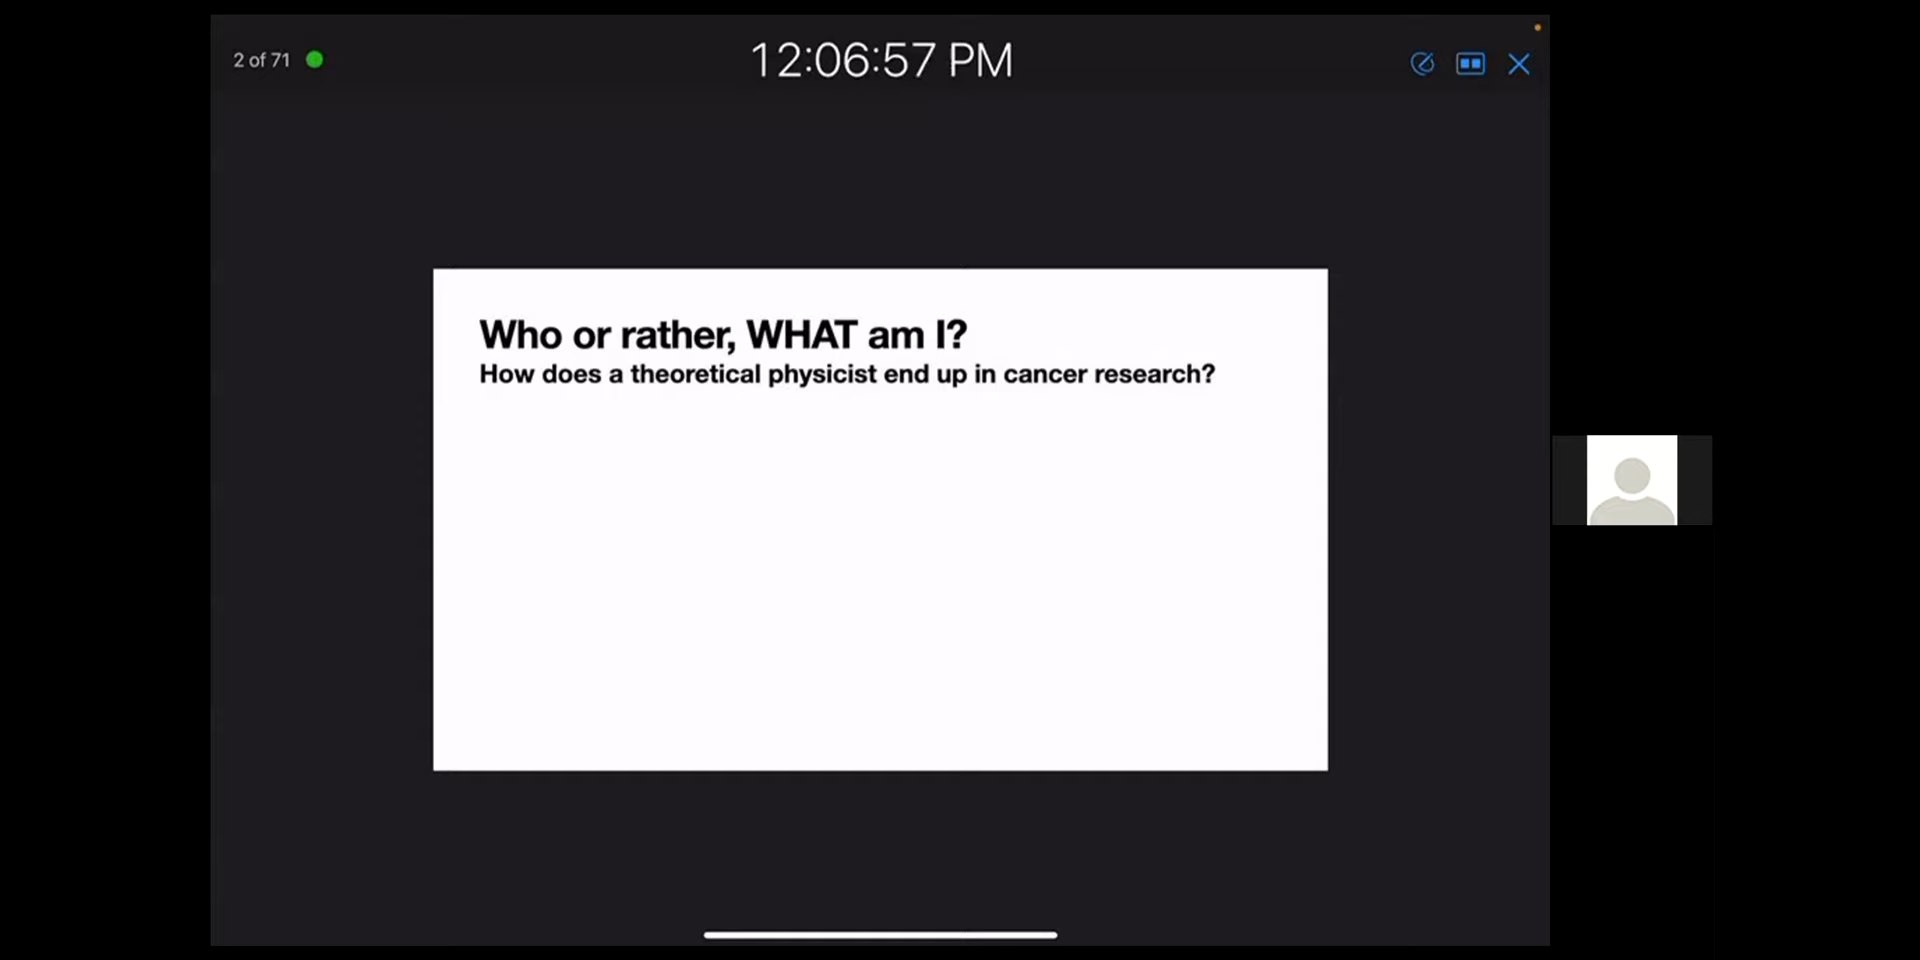 2 of 71
12:06:57 PM
Who or rather, WHAT am I?
How does a theoretical physicist end up in cancer research?